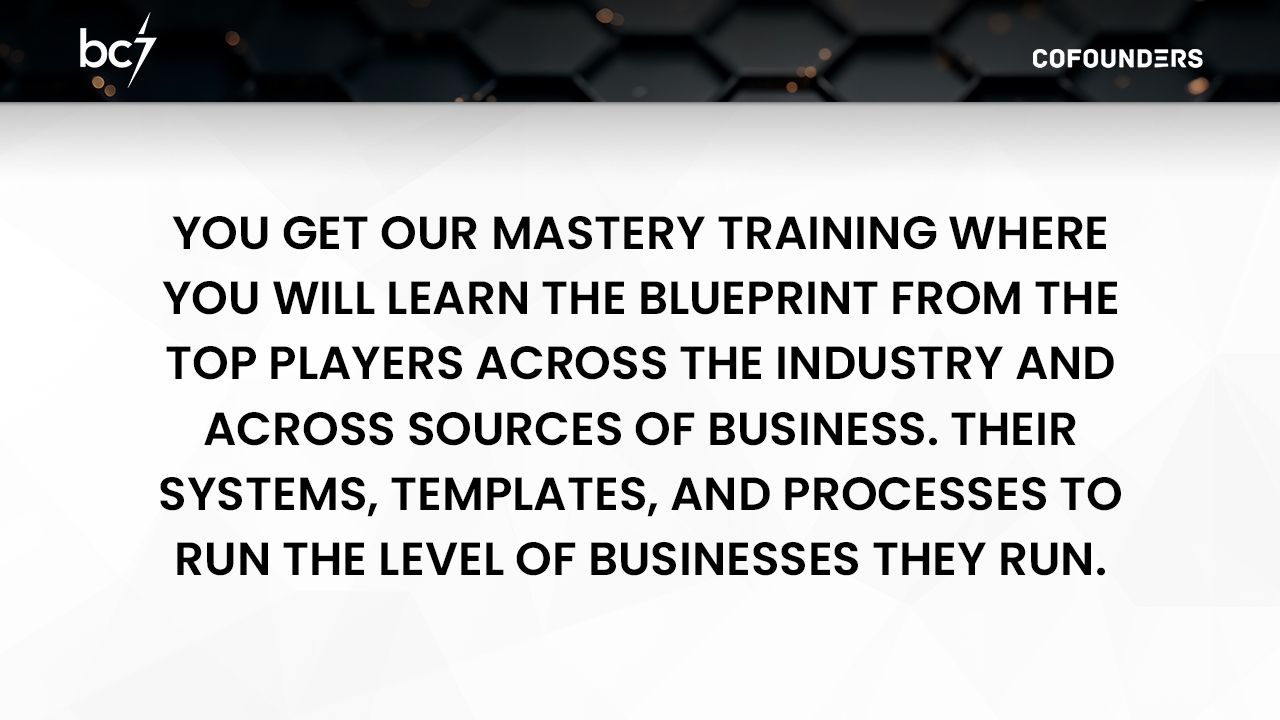 bc7
COFOUNDERS
YOU GET OUR MASTERY TRAINING WHERE
YOU WILL LEARN THE BLUEPRINT FROM THE
TOP PLAYERS ACROSS THE INDUSTRY AND
ACROSS SOURCES OF BUSINESS. THEIR
SYSTEMS, TEMPLATES, AND PROCESSES TO
RUN THE LEVEL OF BUSINESSES THEY RUN.